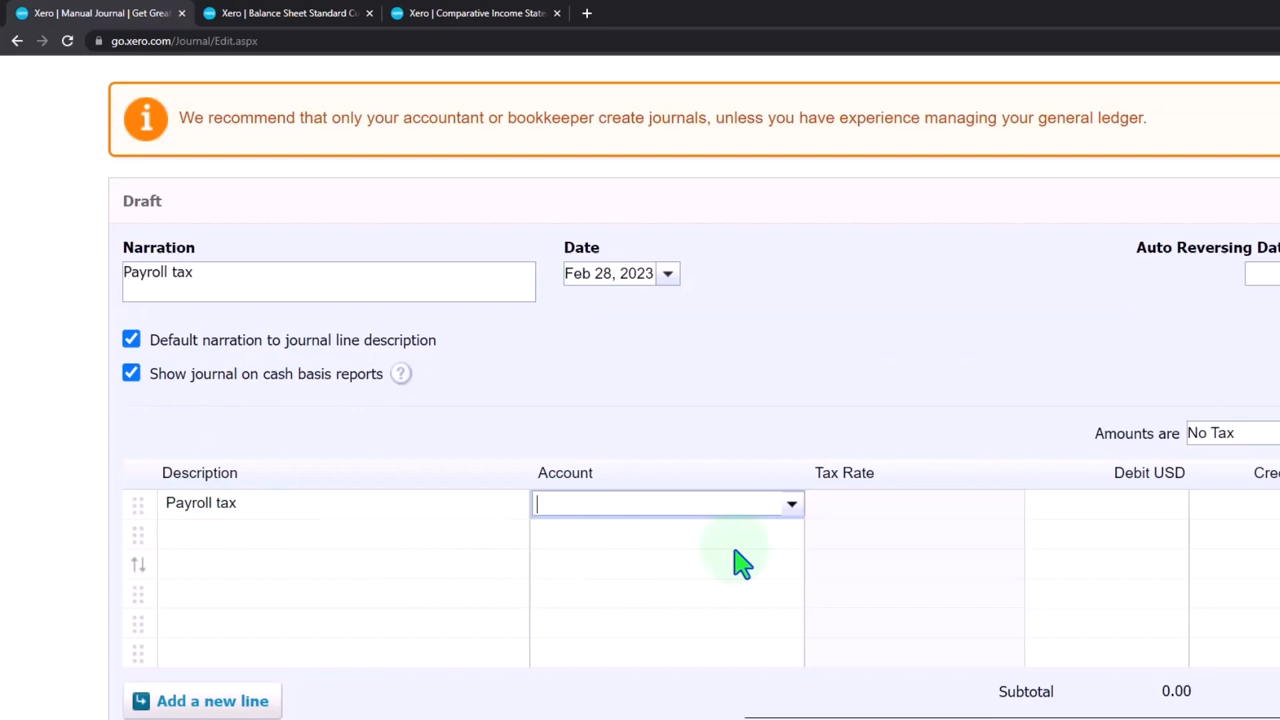 Xero | Manual Journal | Get Grea
Xero | Balance Sheet Standard Cu
Xero | Comparative Income State
go.xero.com/Journal/Edit.aspx
We recommend that only your accountant or bookkeeper create journals, unless you have experience managing your general ledger.
Draft
Narration Date Auto Reversing Dat
Payroll tax Feb 28, 2023
Default narration to journal line description
Show journal on cash basis reports ?
Amounts are No Tax
Description Account Tax Rate Debit USD Cre
Payroll tax
Add a new line Subtotal 0.00